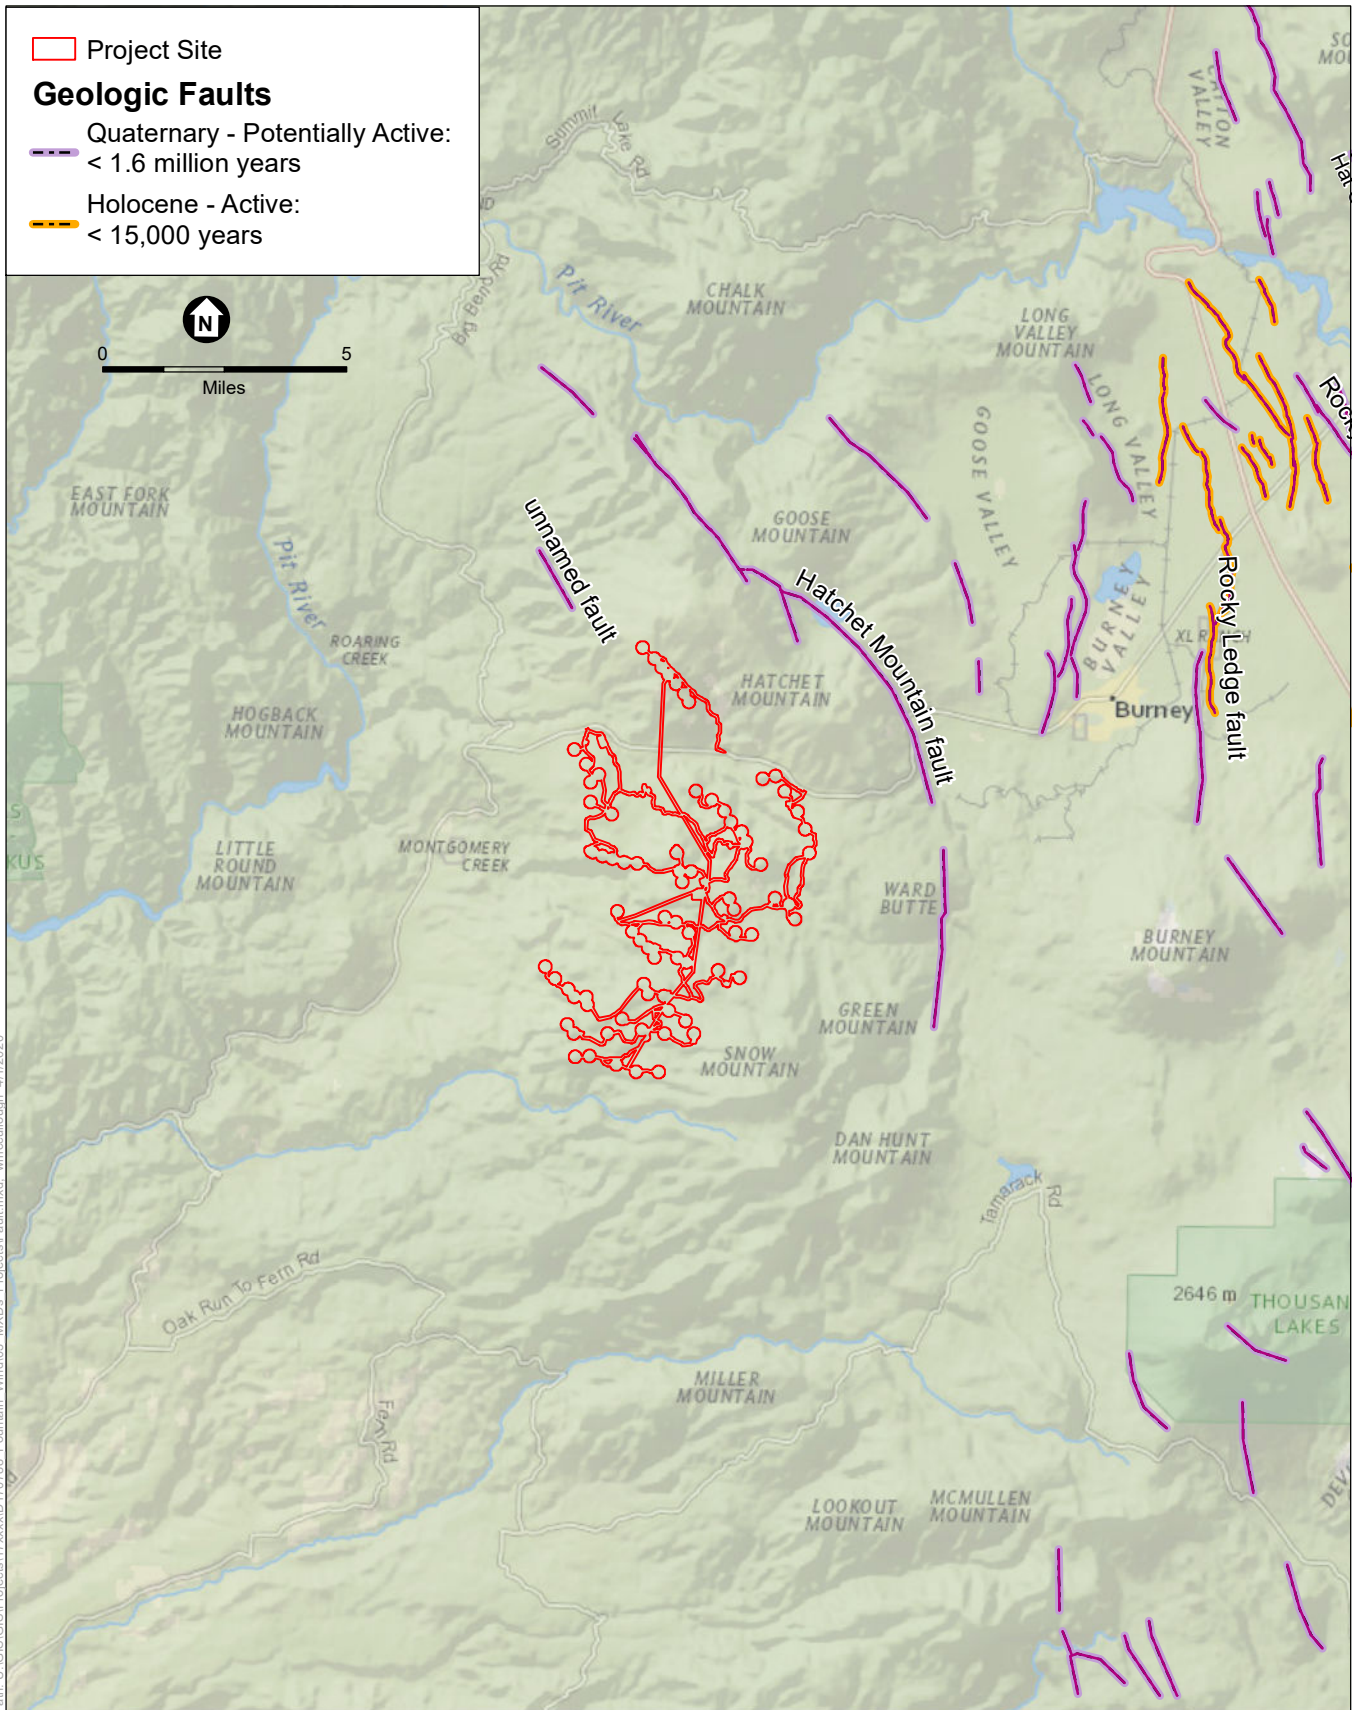 Project Site
Geologic Faults
Quaternary - Potentially Active:
< 1.6 million years
Holocene - Active:
< 15,000 years
N
0
5
Miles
Summit
Lake Rd
Big Bend Rd
Pit River
CHALK
MOUNTAIN
LONG
VALLEY
MOUNTAIN
LONG VALLEY
GOOSE VALLEY
VALLEY
EAST FORK
MOUNTAIN
Pit River
unnamed fault
GOOSE
MOUNTAIN
Hatchet Mountain fault
BURNEY
VALLEY
Rocky Ledge fault
Rocky
ROARING
CREEK
HATCHET
MOUNTAIN
Burney
HOGBACK
MOUNTAIN
LITTLE
ROUND
MOUNTAIN
MONTGOMERY
CREEK
KUS
WARD
BUTTE
BURNEY
MOUNTAIN
GREEN
MOUNTAIN
SNOW
MOUNTAIN
DAN HUNT
MOUNTAIN
Tamarack
Rd
Oak Run To Fern Rd
2646 m
THOUSAN
LAKES
Fern Rd
MILLER
MOUNTAIN
LOOKOUT
MOUNTAIN
MCMULLEN
MOUNTAIN
DEV